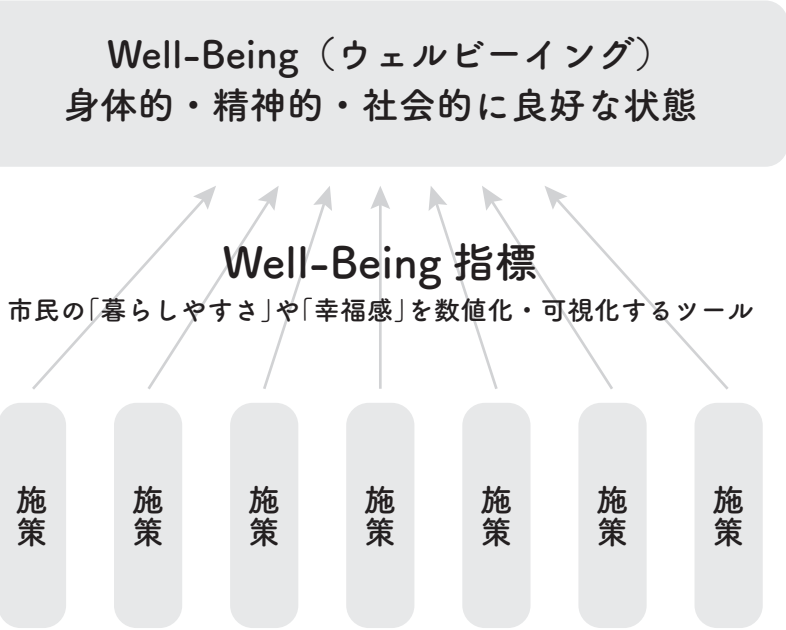 Well-Being（ウェルビーイング）
身体的・精神的・社会的に良好な状態
Well-Being 指標
市民の「暮らしやすさ」や「幸福感」を数値化・可視化するツール
施策
施策
施策
施策
施策
施策
施策